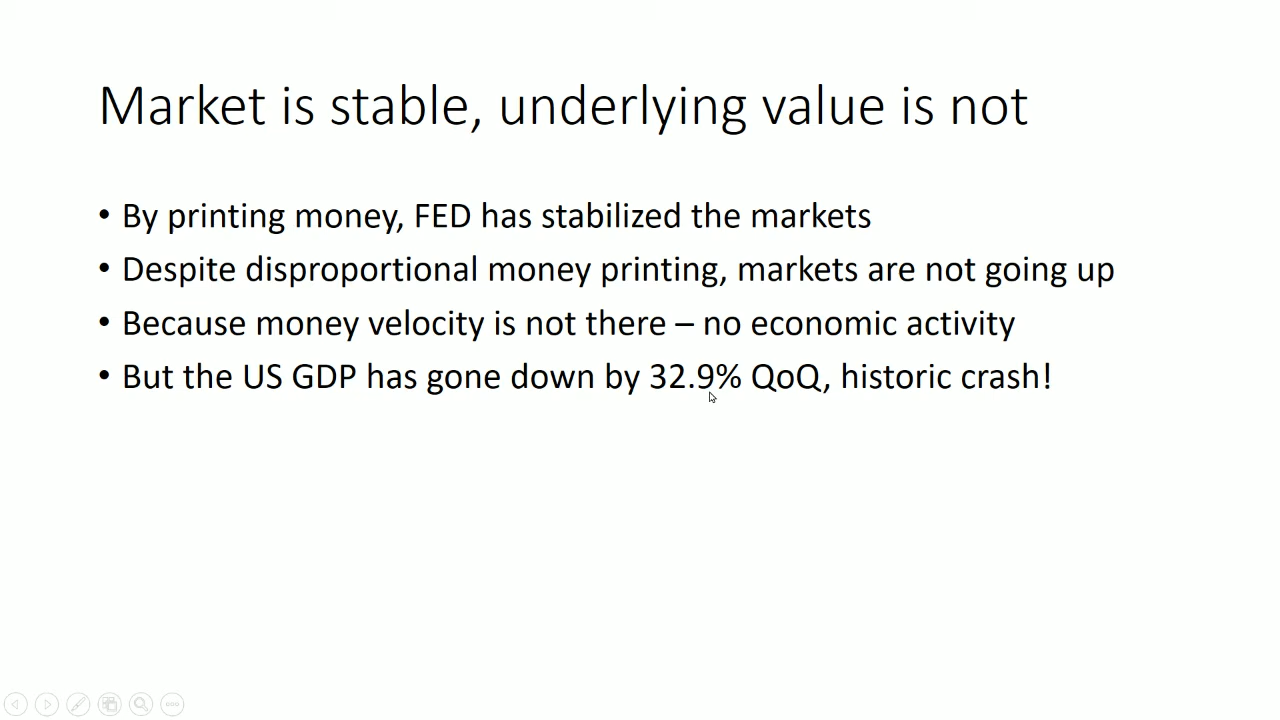 Market is stable, underlying value is not
• By printing money, FED has stabilized the markets
• Despite disproportional money printing, markets are not going up
• Because money velocity is not there – no economic activity
• But the US GDP has gone down by 32.9% QoQ, historic crash!